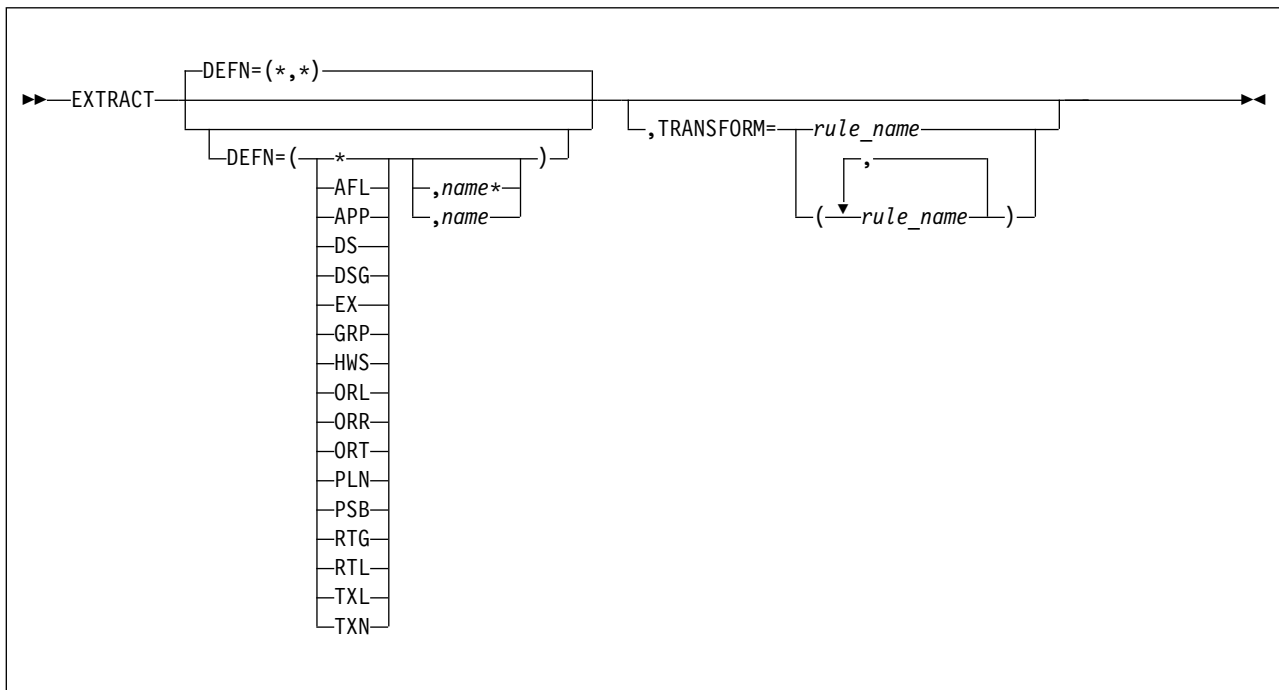 DEFN=(*,*)
EXTRACT
,TRANSFORM= rule_name
DEFN=( * )
,
AFL ,name*
APP ,name
( rule_name )
DS
DSG
EX
GRP
HWS
ORL
ORR
ORT
PLN
PSB
RTG
RTL
TXL
TXN